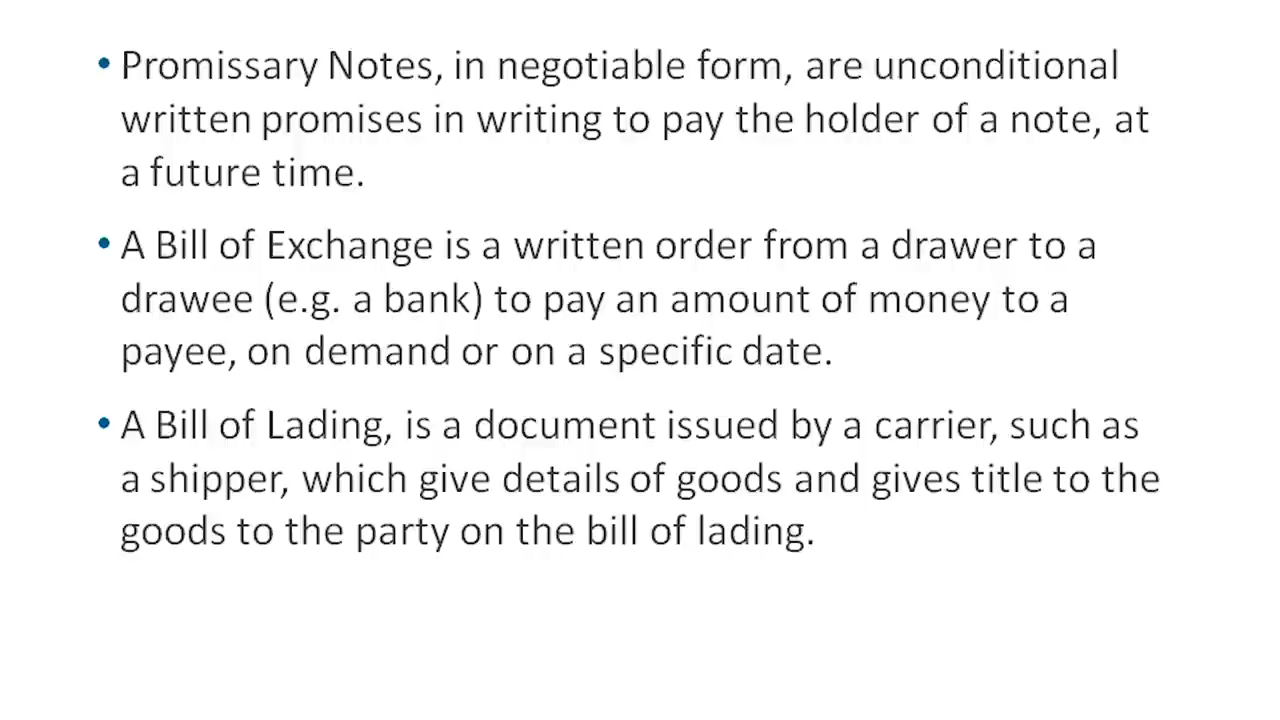 • Promissary Notes, in negotiable form, are unconditional
written promises in writing to pay the holder of a note, at
a future time.
• A Bill of Exchange is a written order from a drawer to a
drawee (e.g. a bank) to pay an amount of money to a
payee, on demand or on a specific date.
• A Bill of Lading, is a document issued by a carrier, such as
a shipper, which give details of goods and gives title to the
goods to the party on the bill of lading.